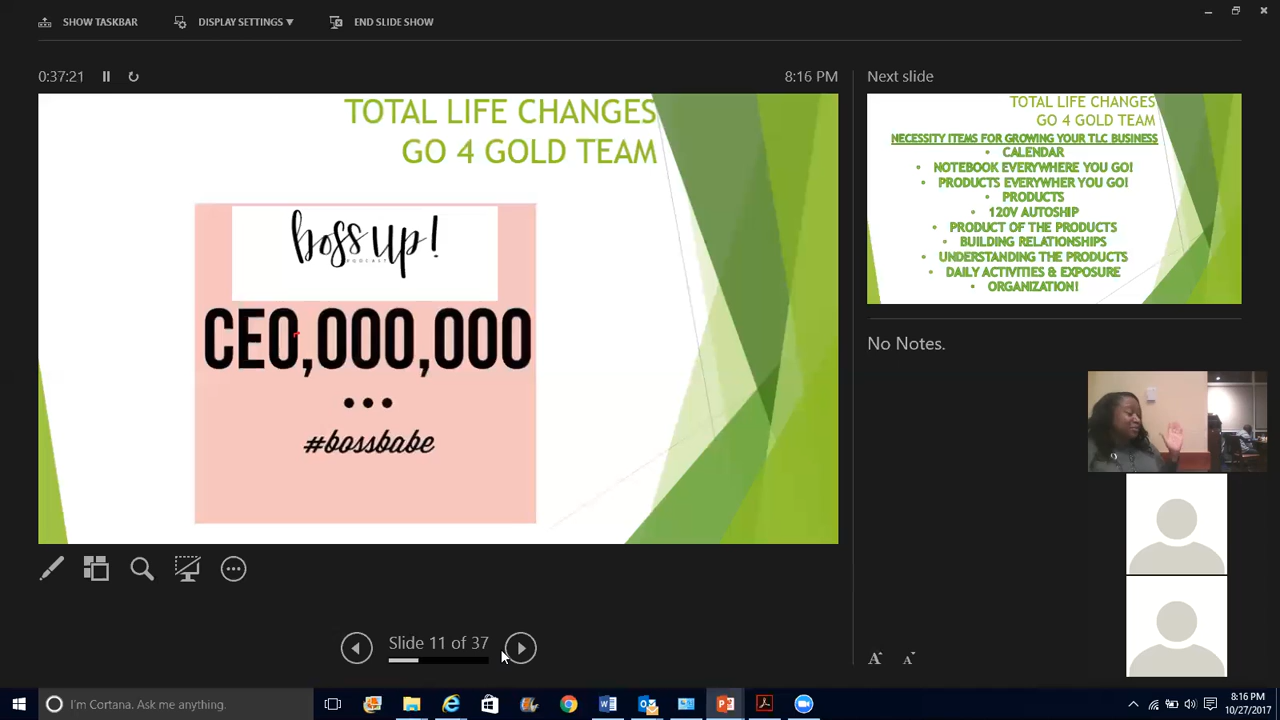 SHOW TASKBAR
DISPLAY SETTINGS ▼
END SLIDE SHOW
0:37:21
8:16 PM
TOTAL LIFE CHANGES
GO 4 GOLD TEAM
boss up!
CEO,000,000
...
#bossbabe
Next slide
TOTAL LIFE CHANGES
GO 4 GOLD TEAM
NECESSITY ITEMS FOR GROWING YOUR TLC BUSINESS
• CALENDAR
• NOTEBOOK EVERYWHERE YOU GO!
• PRODUCTS EVERYWHER YOU GO!
• PRODUCTS
• 120V AUTOSHIP
• PRODUCT OF THE PRODUCTS
• BUILDING RELATIONSHIPS
• UNDERSTANDING THE PRODUCTS
• DAILY ACTIVITIES & EXPOSURE
• ORGANIZATION!
No Notes.
Slide 11 of 37
A A
I'm Cortana. Ask me anything.
8:16 PM
10/27/2017